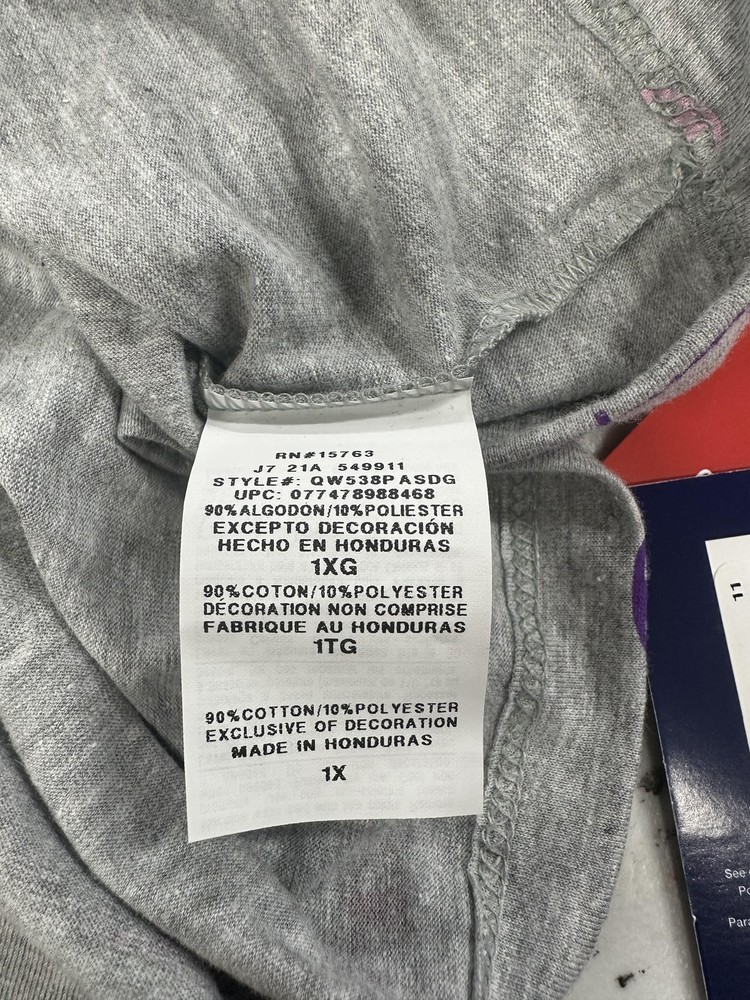 RN#15763
J7 21A 549911
STYLE#: QW538PASDG
UPC: 077478988468
90%ALGODON/10%POLIESTER
EXCEPTO DECORACIÓN
HECHO EN HONDURAS
1XG
90%COTON/10%POLYESTER
DÉCORATION NON COMPRISE
FABRIQUE AU HONDURAS
1TG
90%COTTON/10%POLYESTER
EXCLUSIVE OF DECORATION
MADE IN HONDURAS
1X
11
See